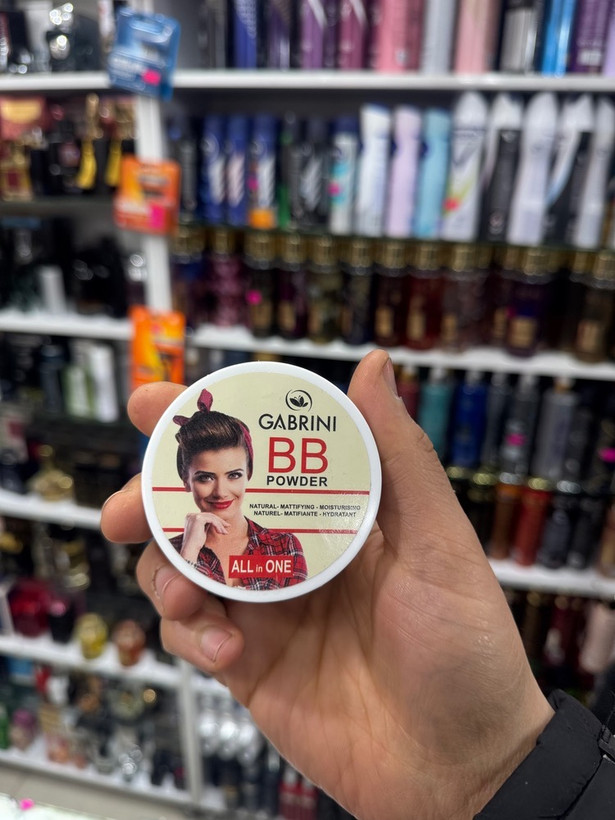 GABRINI
BB
POWDER
NATURAL- MATTIFYING - MOISTURISING
NATUREL- MATIFIANTE - HYDRATANT
ALL in ONE